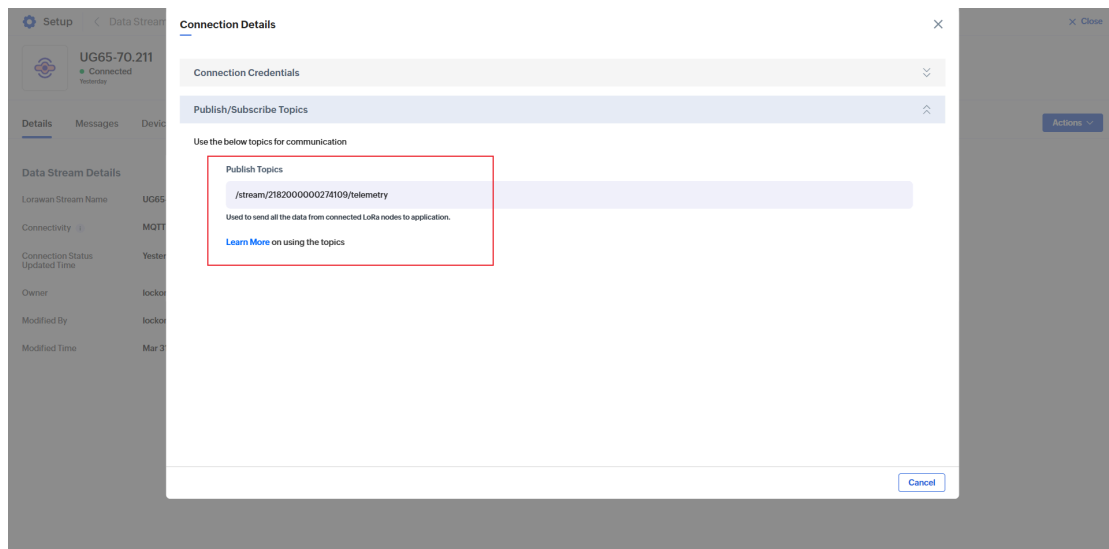 Setup
Data Stream
Connection Details
Close
UG65-70.211
Connected
Yesterday
Connection Credentials
Publish/Subscribe Topics
Details
Messages
Devic
Actions
Use the below topics for communication
Publish Topics
/stream/2182000000274109/telemetry
Used to send all the data from connected LoRa nodes to application.
Learn More on using the topics
Data Stream Details
Lorawan Stream Name UG65
Connectivity MQTT
Connection Status
Updated Time
Yester
Owner lockor
Modified By lockor
Modified Time Mar 3
Cancel